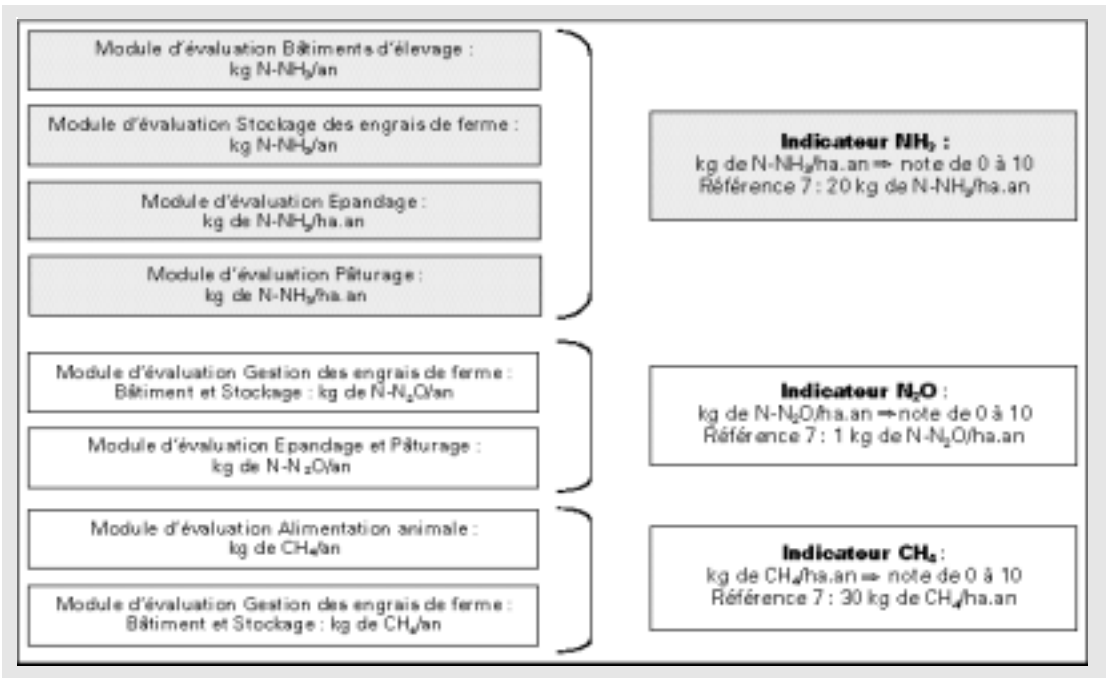 Module d'évaluation Bâtiments d'élevage :
kg N-NH₃/an
Module d'évaluation Stockage des engrais de ferme :
kg N-NH₃/an
Module d'évaluation Epandage :
kg de N-NH₃/ha.an
Module d'évaluation Pâturage :
kg de N-NH₃/ha.an
Indicateur NH₃ :
kg de N-NH₃/ha.an ⇒ note de 0 à 10
Référence 7 : 20 kg de N-NH₃/ha.an
Module d'évaluation Gestion des engrais de ferme :
Bâtiment et Stockage : kg de N-N₂O/an
Module d'évaluation Epandage et Pâturage :
kg de N-N₂O/an
Indicateur N₂O :
kg de N-N₂O/ha.an ⇒ note de 0 à 10
Référence 7 : 1 kg de N-N₂O/ha.an
Module d'évaluation Alimentation animale :
kg de CH₄/an
Module d'évaluation Gestion des engrais de ferme :
Bâtiment et Stockage : kg de CH₄/an
Indicateur CH₄ :
kg de CH₄/ha.an ⇒ note de 0 à 10
Référence 7 : 30 kg de CH₄/ha.an